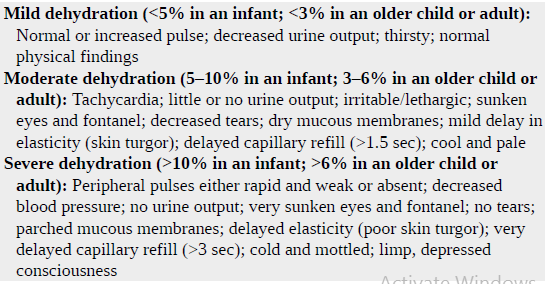 Mild dehydration (<5% in an infant; <3% in an older child or adult):
Normal or increased pulse; decreased urine output; thirsty; normal
physical findings
Moderate dehydration (5–10% in an infant; 3–6% in an older child or
adult): Tachycardia; little or no urine output; irritable/lethargic; sunken
eyes and fontanel; decreased tears; dry mucous membranes; mild delay in
elasticity (skin turgor); delayed capillary refill (>1.5 sec); cool and pale
Severe dehydration (>10% in an infant; >6% in an older child or
adult): Peripheral pulses either rapid and weak or absent; decreased
blood pressure; no urine output; very sunken eyes and fontanel; no tears;
parched mucous membranes; delayed elasticity (poor skin turgor); very
delayed capillary refill (>3 sec); cold and mottled; limp, depressed
consciousness
Activate Windows